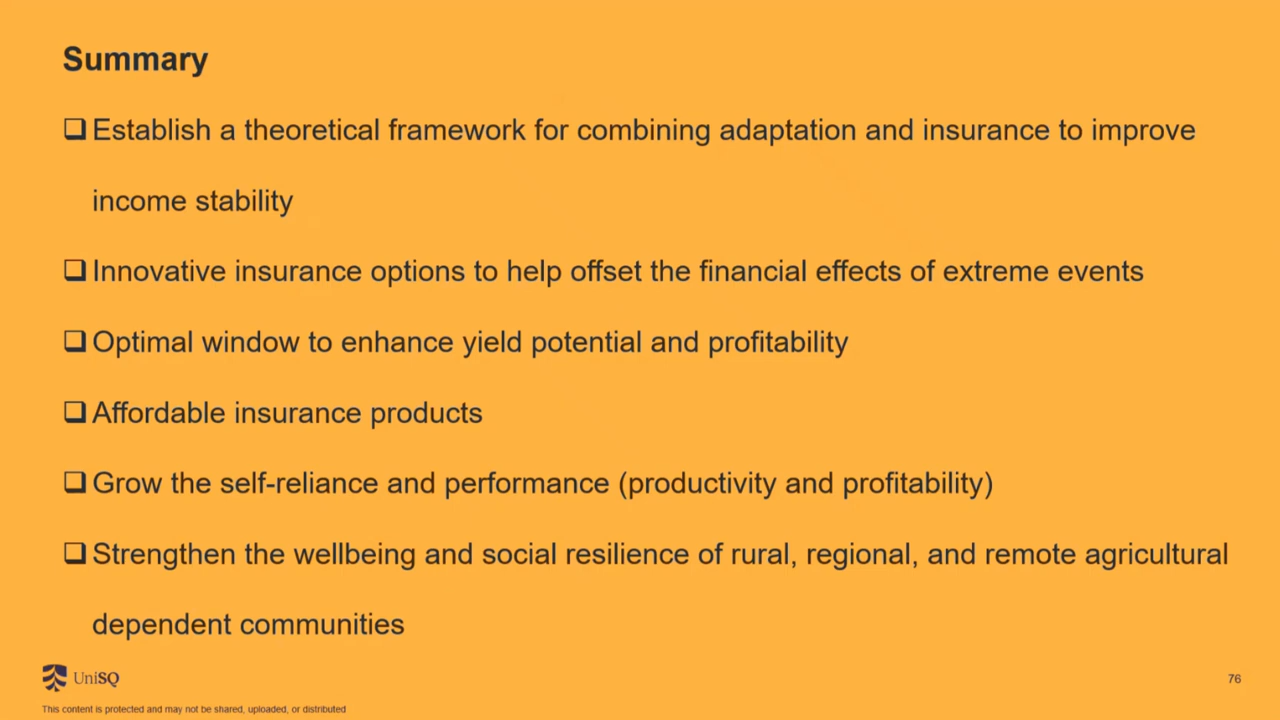 Summary
❑ Establish a theoretical framework for combining adaptation and insurance to improve
income stability
❑ Innovative insurance options to help offset the financial effects of extreme events
❑ Optimal window to enhance yield potential and profitability
❑ Affordable insurance products
❑ Grow the self-reliance and performance (productivity and profitability)
❑ Strengthen the wellbeing and social resilience of rural, regional, and remote agricultural
dependent communities
UniSQ
76
This content is protected and may not be shared, uploaded, or distributed